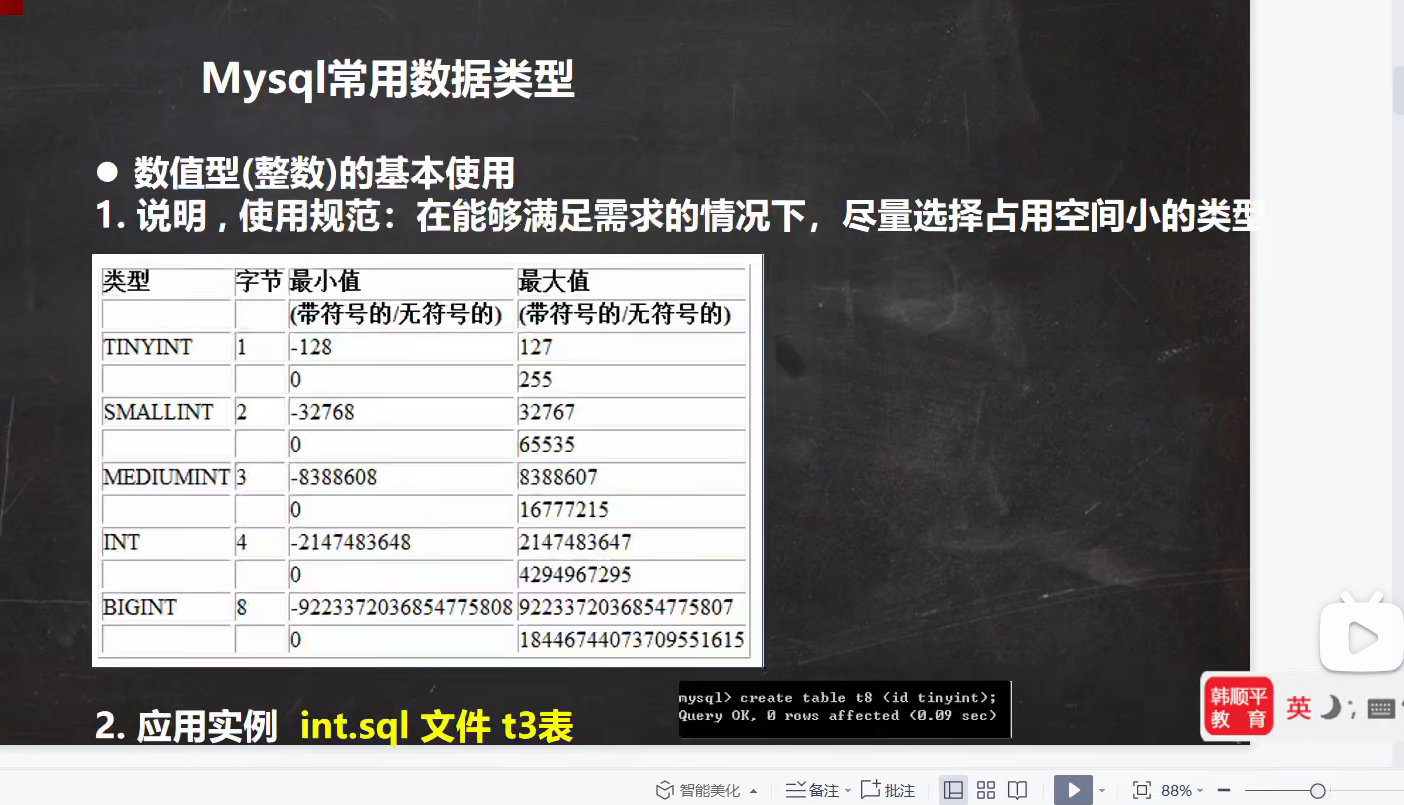 Mysql常用数据类型
● 数值型(整数)的基本使用
1. 说明 , 使用规范：在能够满足需求的情况下，尽量选择占用空间小的类型
类型 字节 最小值 最大值
(带符号的/无符号的) (带符号的/无符号的)
TINYINT 1 -128 127
0 255
SMALLINT 2 -32768 32767
0 65535
MEDIUMINT 3 -8388608 8388607
0 16777215
INT 4 -2147483648 2147483647
0 4294967295
BIGINT 8 -9223372036854775808 9223372036854775807
0 18446744073709551615
mysql> create table t8 (id tinyint);
Query OK, 0 rows affected (0.09 sec)
2. 应用实例 int.sql 文件 t3表
韩顺平
教 育
英 ;
智能美化 备注 批注 88%